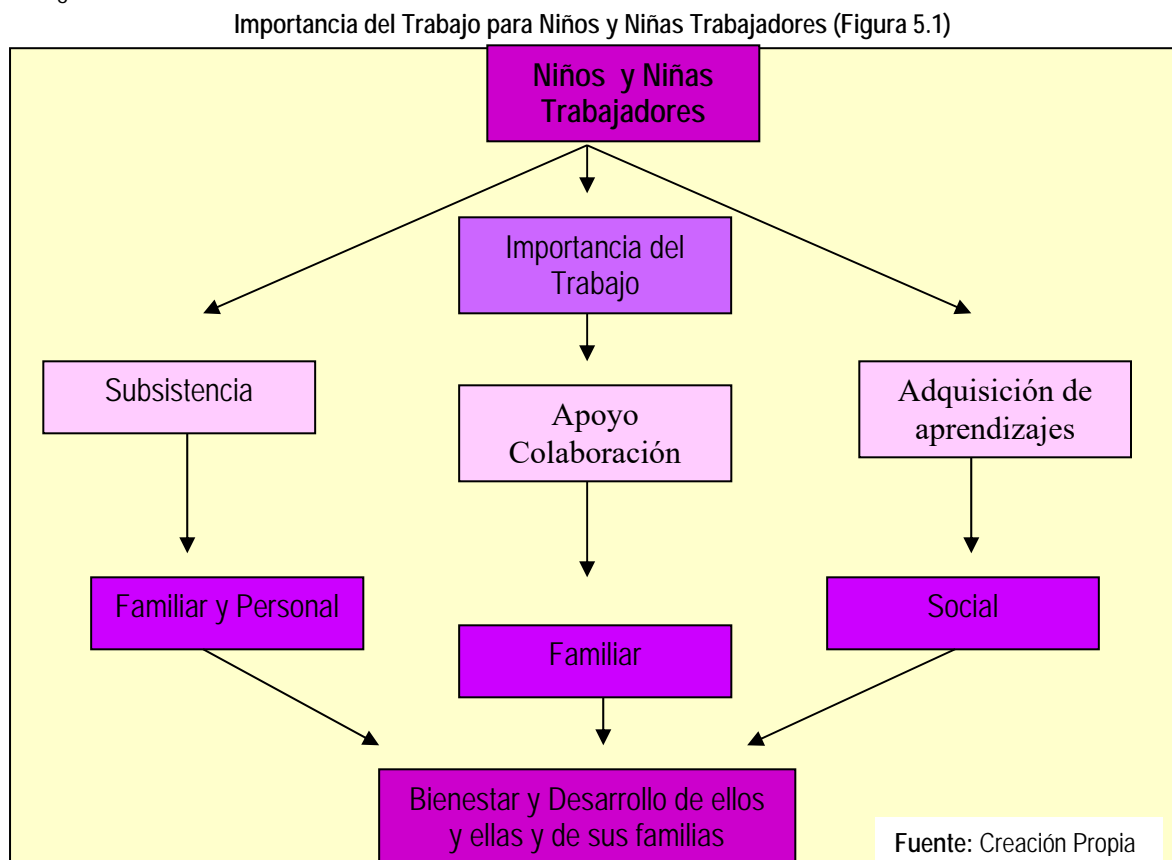 Importancia del Trabajo para Niños y Niñas Trabajadores (Figura 5.1)
Niños y Niñas
Trabajadores
Importancia del
Trabajo
Subsistencia
Apoyo
Colaboración
Adquisición de
aprendizajes
Familiar y Personal
Familiar
Social
Bienestar y Desarrollo de ellos
y ellas y de sus familias
Fuente: Creación Propia